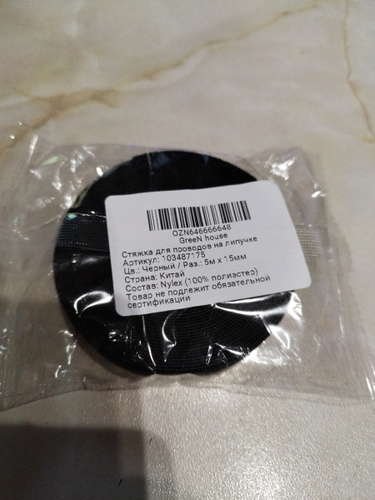 OZN646666648
GreeN house
Стяжка для проводов на липучке
Артикул: 103487175
Цв.: Черный / Раз.: 5м х 15мм
Страна: Китай
Состав: Nylex (100% полиэстер)
Товар не подлежит обязательной
сертификации